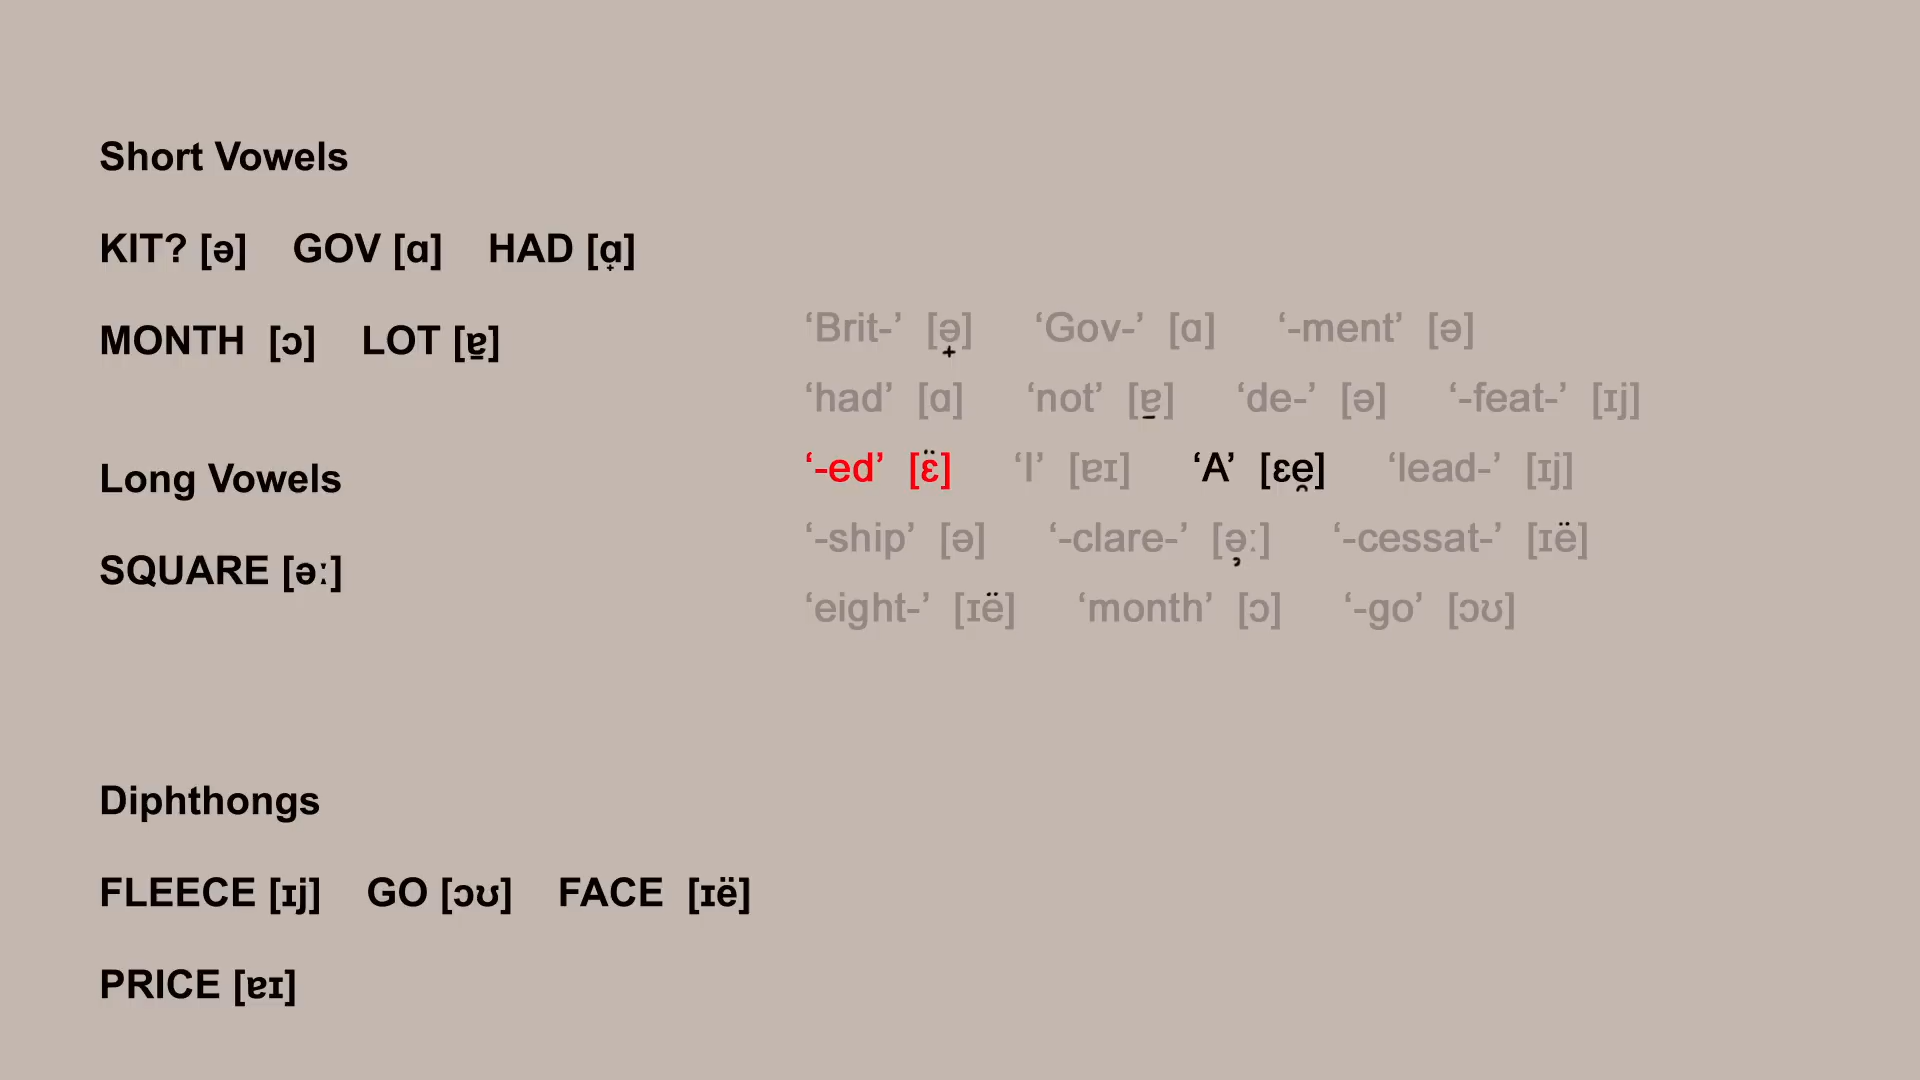 Short Vowels
KIT? [ə] GOV [ɑ] HAD [ɑ̟]
MONTH [ɔ] LOT [ɐ̱]
Long Vowels
SQUARE [əː]
Diphthongs
FLEECE [ɪj] GO [ɔʊ] FACE [ɪë]
PRICE [ɐɪ]
‘Brit-’ [ə̟] ‘Gov-’ [ɑ] ‘-ment’ [ə]
‘had’ [ɑ] ‘not’ [ɐ̱] ‘de-’ [ə] ‘-feat-’ [ɪj]
‘-ed’ [ɛ̈] ‘I’ [ɐɪ] ‘A’ [ɛe̯] ‘lead-’ [ɪj]
‘-ship’ [ə] ‘-clare-’ [ə̹ː] ‘-cessat-’ [ɪë]
‘eight-’ [ɪë] ‘month’ [ɔ] ‘-go’ [ɔʊ]